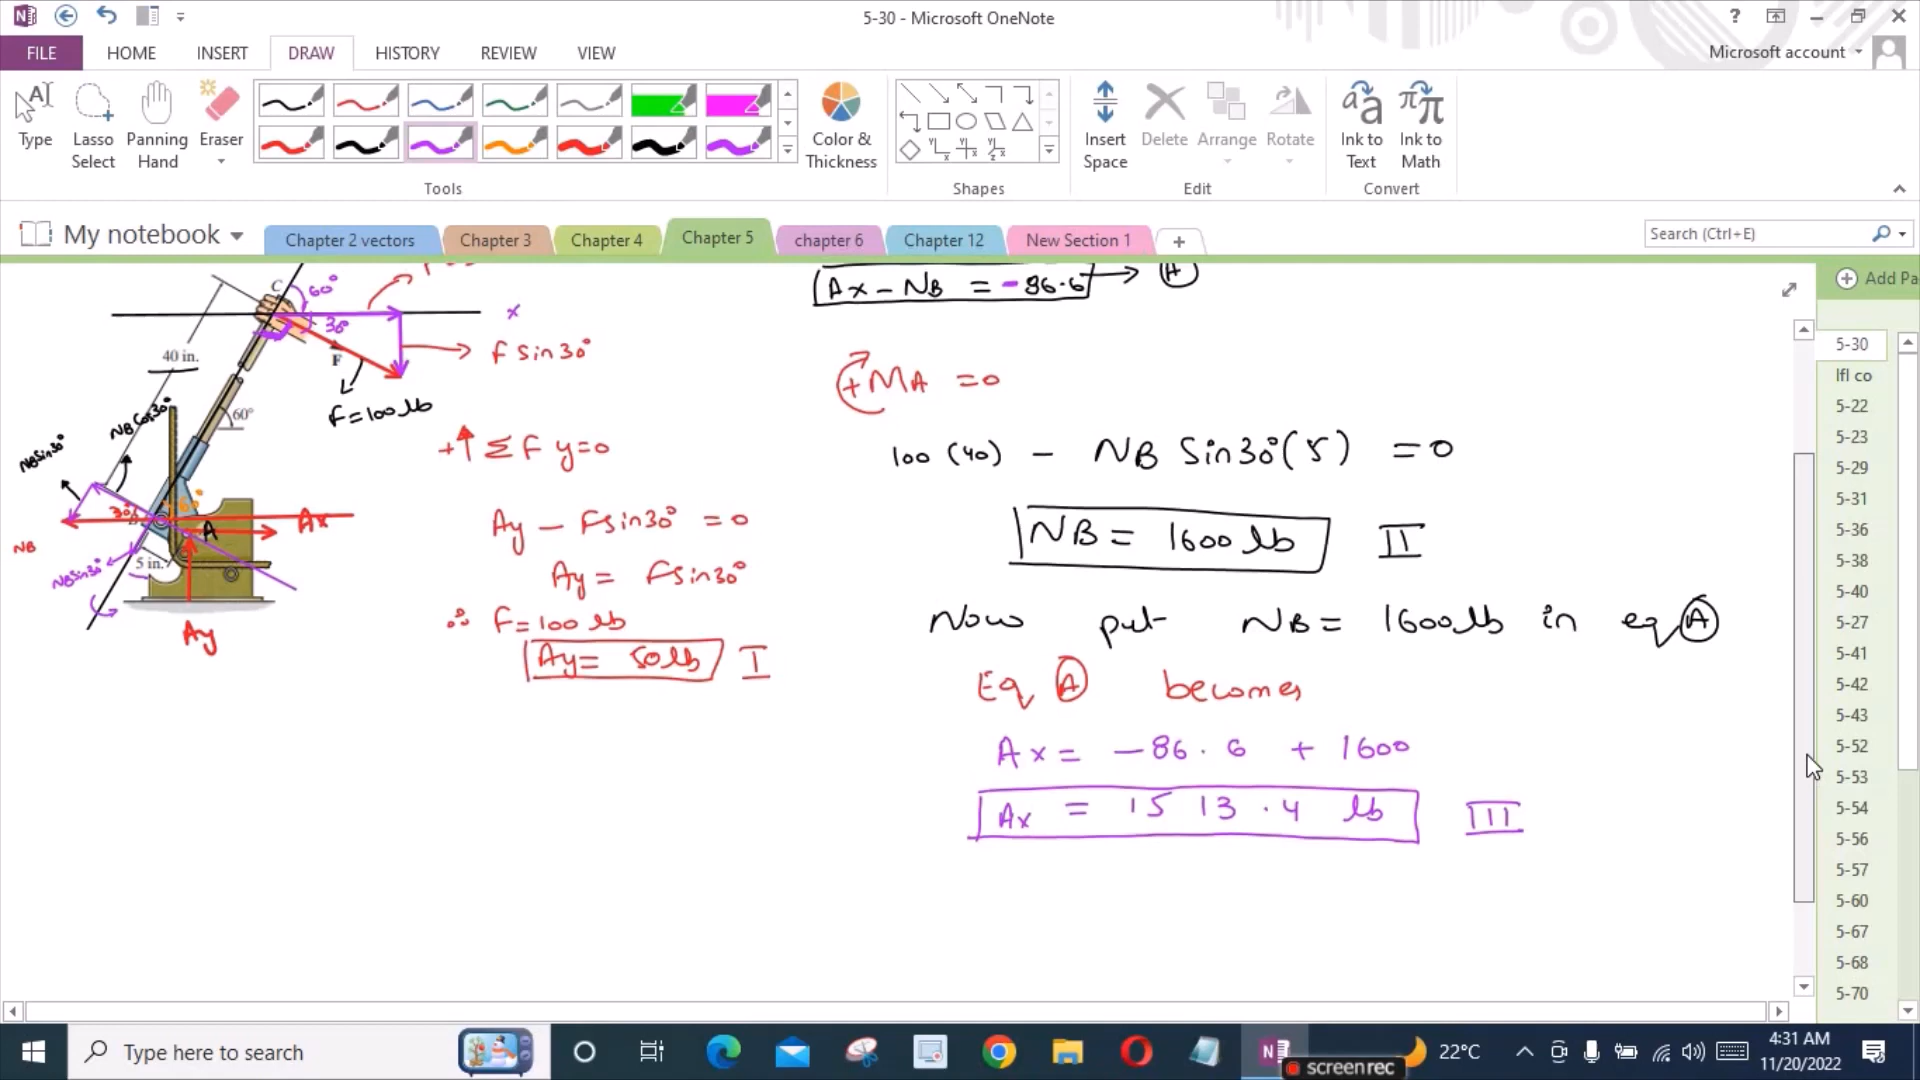 5-30 - Microsoft OneNote
FILE HOME INSERT DRAW HISTORY REVIEW VIEW
Microsoft account
Type
Lasso Select
Panning Hand
Eraser
Color & Thickness
Insert Space
Delete
Arrange
Rotate
Ink to Text
Ink to Math
Tools Shapes Edit Convert
My notebook
Chapter 2 vectors Chapter 3 Chapter 4 Chapter 5 chapter 6 Chapter 12 New Section 1
Search (Ctrl+E)
Add Pa
Ax - NB = -86.6 → A
C
60°
30°
x
F sin30°
F
40 in.
F=100 lb
60°
NB Cos30°
NBSin30°
30°
60°
Ax
A
NB
NBSin30°
5 in.
Ay
+↑ Σ F y=0
Ay - Fsin30° = 0
Ay = Fsin30°
∴ F=100 lb
Ay= 50lb I
+MA =0
100 (40) - NB Sin30°(5) =0
NB = 1600 lb II
Now put NB= 1600lb in eq A
Eq A becomes
Ax= -86.6 + 1600
Ax = 1513.4 lb III
5-30
lfl co
5-22
5-23
5-29
5-31
5-36
5-38
5-40
5-27
5-41
5-42
5-43
5-52
5-53
5-54
5-56
5-57
5-60
5-67
5-68
5-70
Type here to search
screenrec
22°C
4:31 AM
11/20/2022